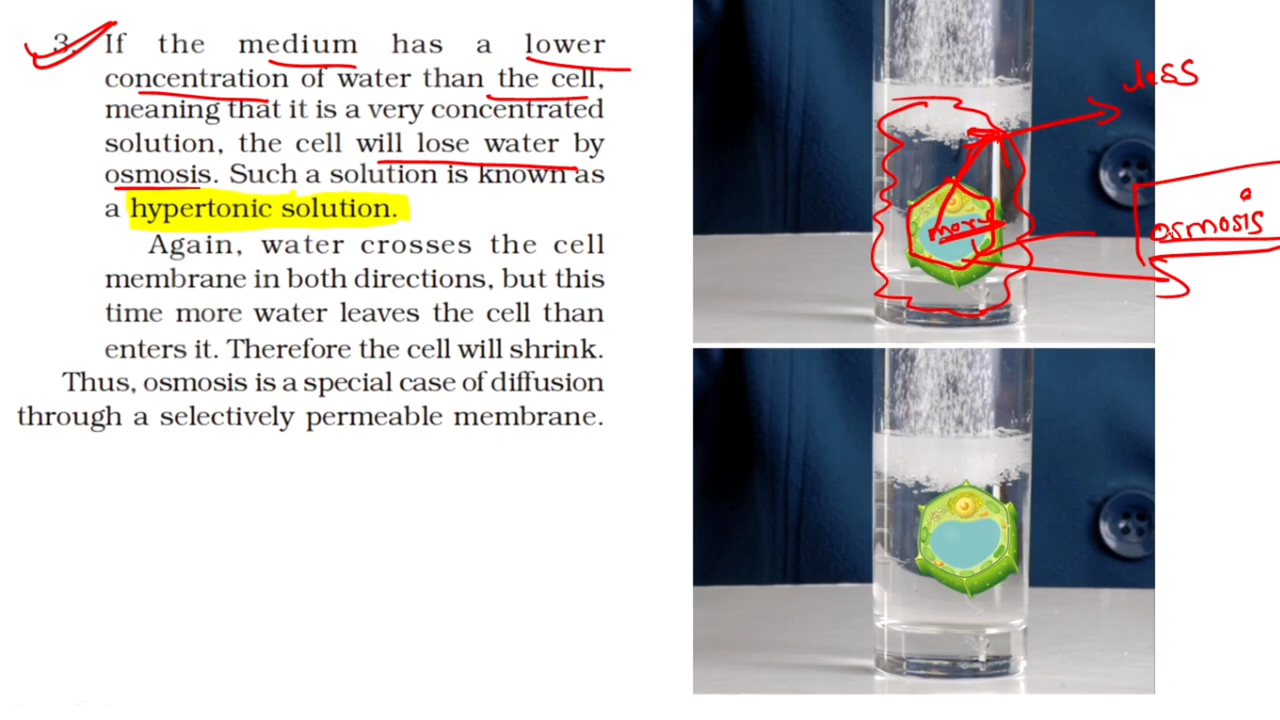 3. If the medium has a lower
concentration of water than the cell,
meaning that it is a very concentrated
solution, the cell will lose water by
osmosis. Such a solution is known as
a hypertonic solution.
Again, water crosses the cell
membrane in both directions, but this
time more water leaves the cell than
enters it. Therefore the cell will shrink.
Thus, osmosis is a special case of diffusion
through a selectively permeable membrane.
less
more
osmosis